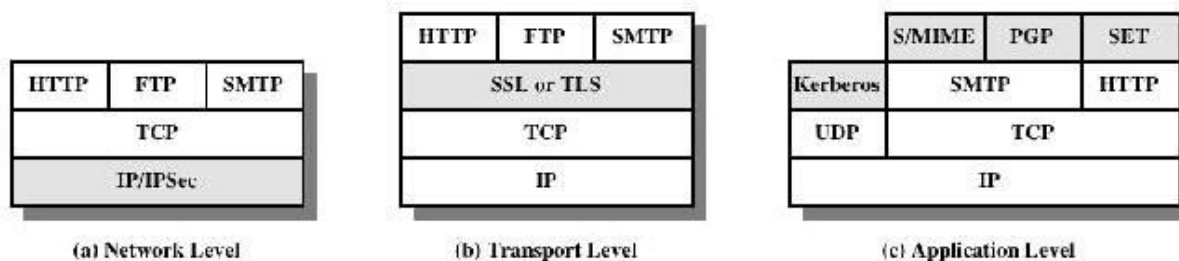 HTTP FTP SMTP
TCP
IP/IPSec
(a) Network Level
HTTP FTP SMTP
SSL or TLS
TCP
IP
(b) Transport Level
S/MIME PGP SET
Kerberos SMTP HTTP
UDP TCP
IP
(c) Application Level